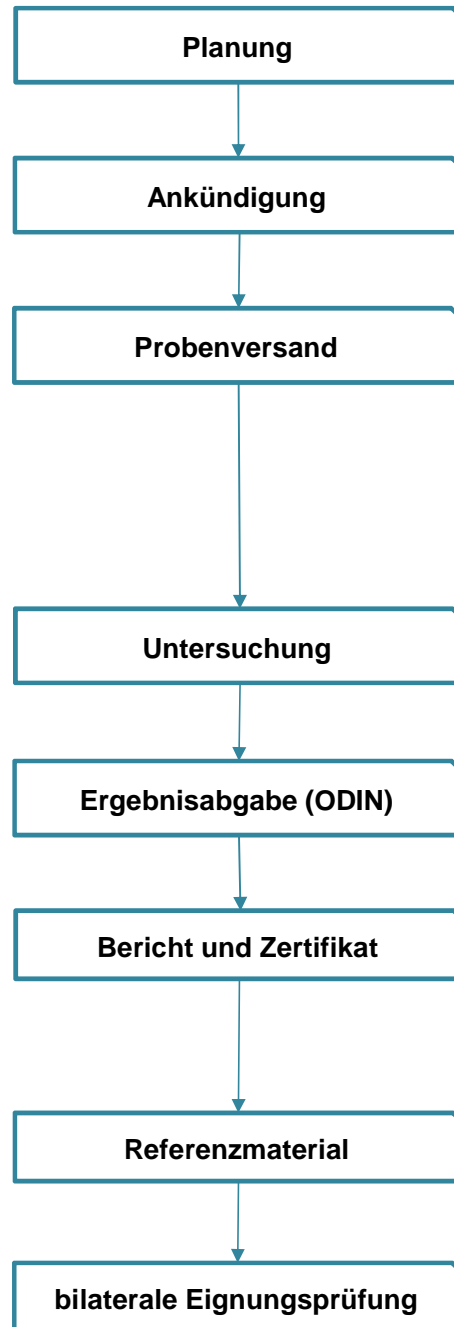 Planung
Ankündigung
Probenversand
Untersuchung
Ergebnisabgabe (ODIN)
Bericht und Zertifikat
Referenzmaterial
bilaterale Eignungsprüfung